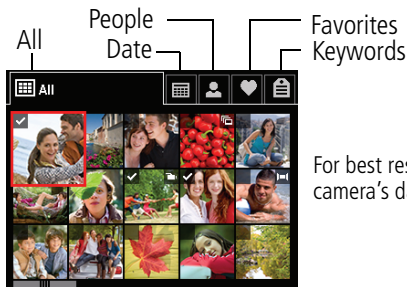 People
Favorites
All
Date
Keywords
All
For best res
camera's d